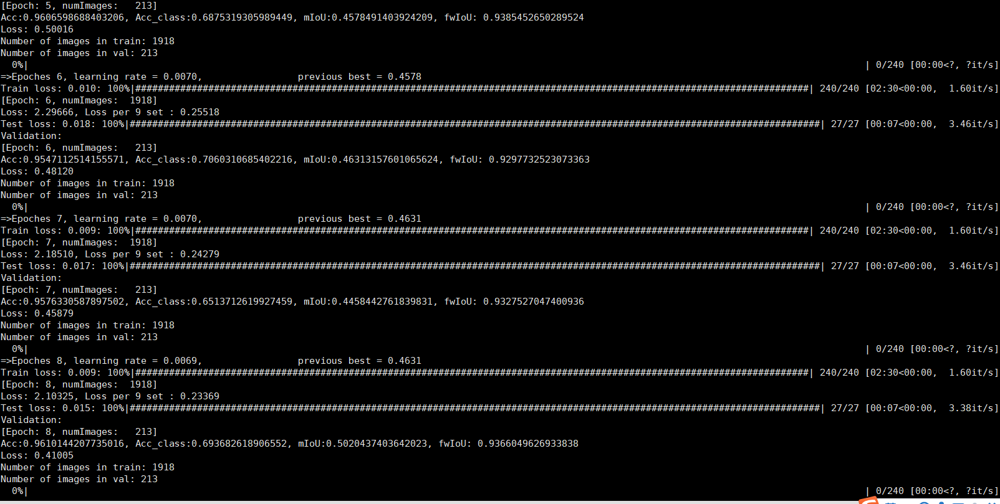 [Epoch: 5, numImages:   213]
Acc:0.9606598688403206, Acc_class:0.6875319305989449, mIoU:0.4578491403924209, fwIoU: 0.9385452650289524
Loss: 0.50016
Number of images in train: 1918
Number of images in val: 213
  0%|                                                                                | 0/240 [00:00<?, ?it/s]
=>Epoches 6, learning rate = 0.0070,                 previous best = 0.4578
Train loss: 0.010: 100%|########################################################################################################################| 240/240 [02:30<00:00,  1.60it/s]
[Epoch: 6, numImages:  1918]
Loss: 2.29666, Loss per 9 set : 0.25518
Test loss: 0.018: 100%|###########################################################################################################################| 27/27 [00:07<00:00,  3.46it/s]
Validation:
[Epoch: 6, numImages:   213]
Acc:0.9547112514155571, Acc_class:0.7060310685402216, mIoU:0.46313157601065624, fwIoU: 0.9297732523073363
Loss: 0.48120
Number of images in train: 1918
Number of images in val: 213
  0%|                                                                                | 0/240 [00:00<?, ?it/s]
=>Epoches 7, learning rate = 0.0070,                 previous best = 0.4631
Train loss: 0.009: 100%|########################################################################################################################| 240/240 [02:30<00:00,  1.60it/s]
[Epoch: 7, numImages:  1918]
Loss: 2.18510, Loss per 9 set : 0.24279
Test loss: 0.017: 100%|###########################################################################################################################| 27/27 [00:07<00:00,  3.46it/s]
Validation:
[Epoch: 7, numImages:   213]
Acc:0.9576330587897502, Acc_class:0.6513712619927459, mIoU:0.4458442761839831, fwIoU: 0.9327527047400936
Loss: 0.45879
Number of images in train: 1918
Number of images in val: 213
  0%|                                                                                | 0/240 [00:00<?, ?it/s]
=>Epoches 8, learning rate = 0.0069,                 previous best = 0.4631
Train loss: 0.009: 100%|########################################################################################################################| 240/240 [02:30<00:00,  1.60it/s]
[Epoch: 8, numImages:  1918]
Loss: 2.10325, Loss per 9 set : 0.23369
Test loss: 0.015: 100%|###########################################################################################################################| 27/27 [00:07<00:00,  3.38it/s]
Validation:
[Epoch: 8, numImages:   213]
Acc:0.9610144207735016, Acc_class:0.693682618906552, mIoU:0.5020437403642023, fwIoU: 0.9366049626933838
Loss: 0.41005
Number of images in train: 1918
Number of images in val: 213
  0%|                                                                                | 0/240 [00:00<?, ?it/s]